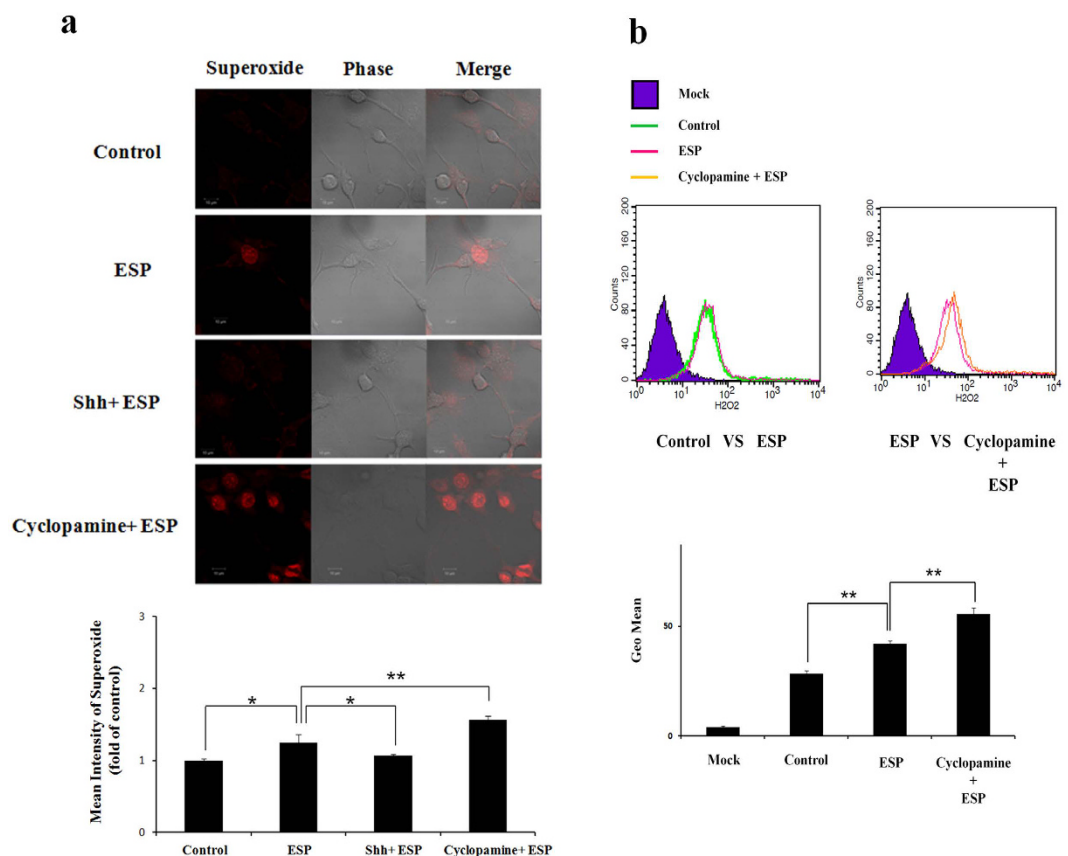 a
Superoxide Phase Merge
Control
ESP
Shh+ ESP
Cyclopamine+ ESP
3
2
1
0
Mean Intensity of Superoxide
(fold of control)
*
*
**
Control ESP Shh+ ESP Cyclopamine+ ESP
b
Mock
Control
ESP
Cyclopamine + ESP
200
160
120
80
40
0
Counts
10⁰ 10¹ 10² 10³ 10⁴
H2O2
Control VS ESP
200
160
120
80
40
0
Counts
10⁰ 10¹ 10² 10³ 10⁴
H2O2
ESP VS Cyclopamine
+
ESP
Geo Mean
50
0
**
**
Mock Control ESP Cyclopamine
+
ESP